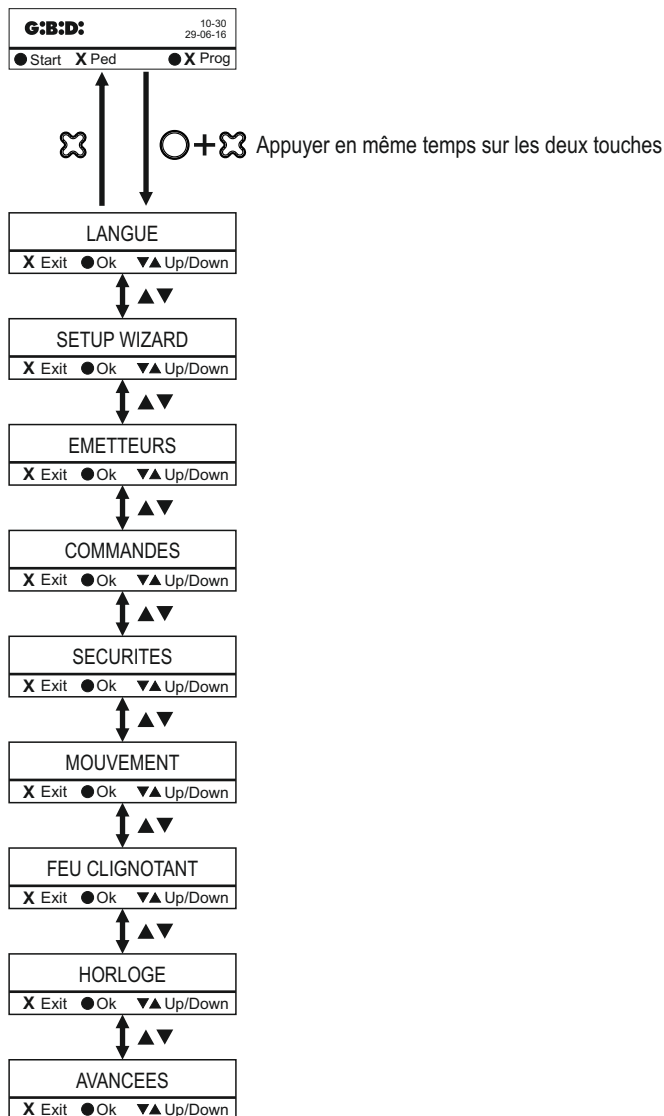 G:B:D: 10-30
29-06-16
● Start X Ped ● X Prog
+ Appuyer en même temps sur les deux touches
LANGUE
X Exit ● Ok ▼▲ Up/Down
▲▼
SETUP WIZARD
X Exit ● Ok ▼▲ Up/Down
▲▼
EMETTEURS
X Exit ● Ok ▼▲ Up/Down
▲▼
COMMANDES
X Exit ● Ok ▼▲ Up/Down
▲▼
SECURITES
X Exit ● Ok ▼▲ Up/Down
▲▼
MOUVEMENT
X Exit ● Ok ▼▲ Up/Down
▲▼
FEU CLIGNOTANT
X Exit ● Ok ▼▲ Up/Down
▲▼
HORLOGE
X Exit ● Ok ▼▲ Up/Down
▲▼
AVANCEES
X Exit ● Ok ▼▲ Up/Down